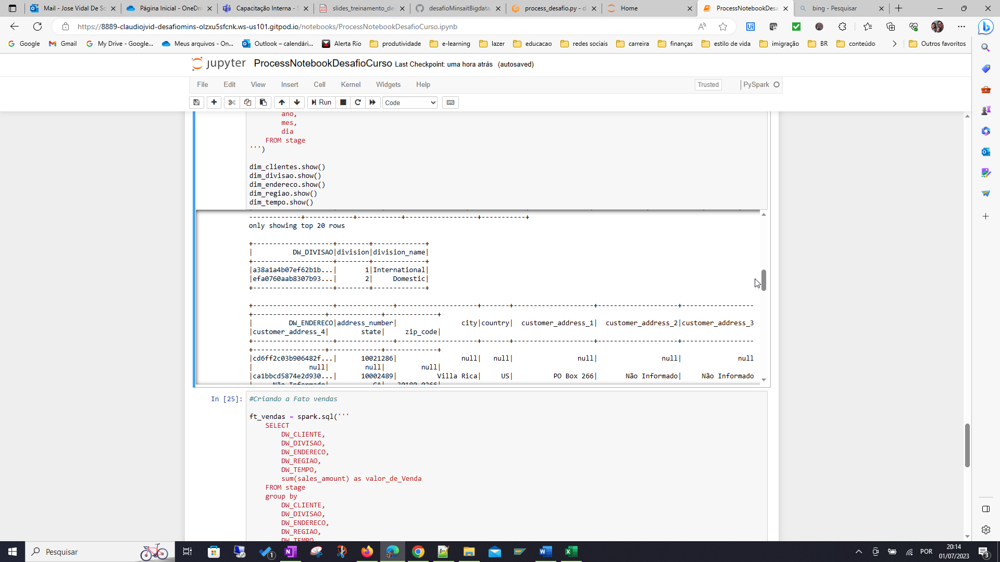 Mail - Jose Vidal De Sc
Página Inicial - OneDri
Capacitação Interna - S
slides_treinamento_de
desafioMinsaitBigdata
process_desafio.py - d
Home
ProcessNotebookDesa
bing - Pesquisar
https://8889-claudiojvid-desafiomins-olzxu5sfcnk.ws-us101.gitpod.io/notebooks/ProcessNotebookDesafioCurso.ipynb
Google
Gmail
My Drive - Google...
Meus arquivos - On...
Outlook – calendári...
Alerta Rio
produtividade
e-learning
lazer
educacao
redes sociais
carreira
finanças
estilo de vida
imigração
BR
conteúdo
Outros favoritos
jupyter ProcessNotebookDesafioCurso Last Checkpoint: uma hora atrás (autosaved)
File Edit View Insert Cell Kernel Widgets Help
Trusted
PySpark
Run
Code
ano,
mes,
dia
FROM stage
''')
dim_clientes.show()
dim_divisao.show()
dim_endereco.show()
dim_regiao.show()
dim_tempo.show()
-------------+------------+-----------+------------------+-----------+
only showing top 20 rows
+--------------------+--------+-------------+
|          DW_DIVISAO|division|division_name|
+--------------------+--------+-------------+
|a38a1a4b07ef62b1b...|       1|International|
|efa0760aab8307b93...|       2|     Domestic|
+--------------------+--------+-------------+
+--------------------+--------------+--------------------+-------+--------------------+--------------------+------------------
+------------------+-------------+-------------+
|         DW_ENDERECO|address_number|                city|country|  customer_address_1|  customer_address_2|customer_address_3
|customer_address_4|        state|     zip_code|
+--------------------+--------------+--------------------+-------+--------------------+--------------------+------------------
+------------------+-------------+-------------+
|cd6ff2c03b906482f...|      10021286|                null|   null|                null|                null|              null
|              null|         null|         null|
|ca1bbcd5874e2d930...|      10002489|          Villa Rica|     US|          PO Box 266|       Não Informado|     Não Informado
|     Não Informado|           GA|   30180-0266|
In [25]:
#Criando a Fato vendas
ft_vendas = spark.sql('''
SELECT
DW_CLIENTE,
DW_DIVISAO,
DW_ENDERECO,
DW_REGIAO,
DW_TEMPO,
sum(sales_amount) as valor_de_Venda
FROM stage
group by
DW_CLIENTE,
DW_DIVISAO,
DW_ENDERECO,
DW_REGIAO,
DW_TEMPO
Pesquisar
1
POR
20:14
01/07/2023
3